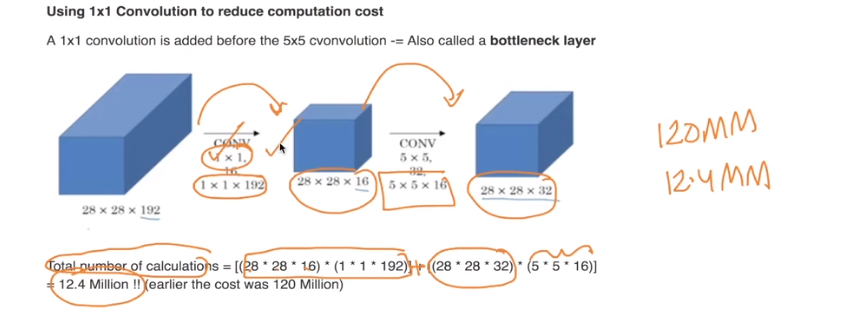 Using 1x1 Convolution to reduce computation cost
A 1x1 convolution is added before the 5x5 cvonvolution -= Also called a bottleneck layer
120MM
12.4MM
CONV
1 × 1,
16,
1 × 1 × 192
CONV
5 × 5,
32,
5 × 5 × 16
28 × 28 × 192
28 × 28 × 16
28 × 28 × 32
Total number of calculations = [(28 * 28 * 16) * (1 * 1 * 192)] + [(28 * 28 * 32) * (5 * 5 * 16)]
= 12.4 Million !! (earlier the cost was 120 Million)